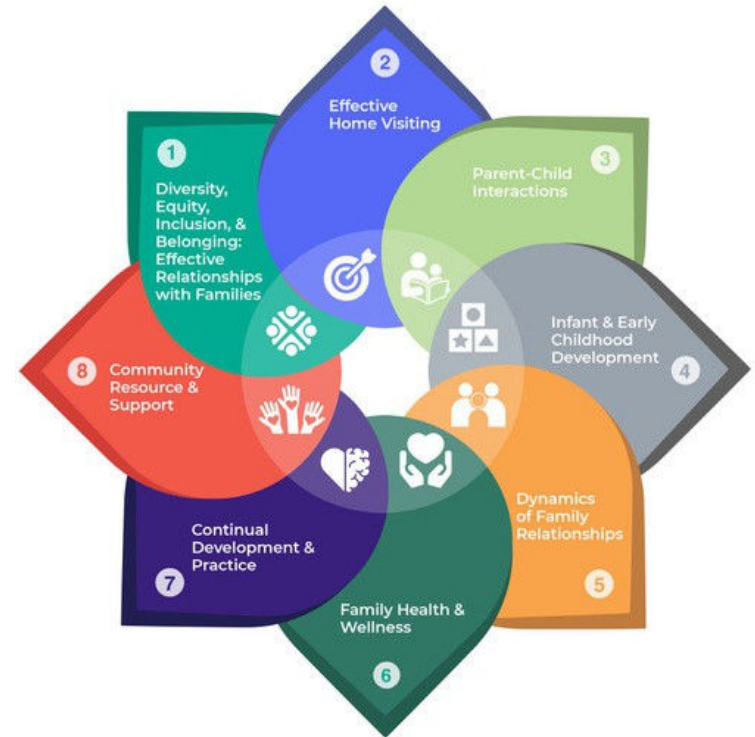 1
Diversity,
Equity,
Inclusion, &
Belonging:
Effective
Relationships
with Families
2
Effective
Home Visiting
3
Parent-Child
Interactions
4
Infant & Early
Childhood
Development
5
Dynamics
of Family
Relationships
6
Family Health &
Wellness
7
Continual
Development &
Practice
8
Community
Resource &
Support